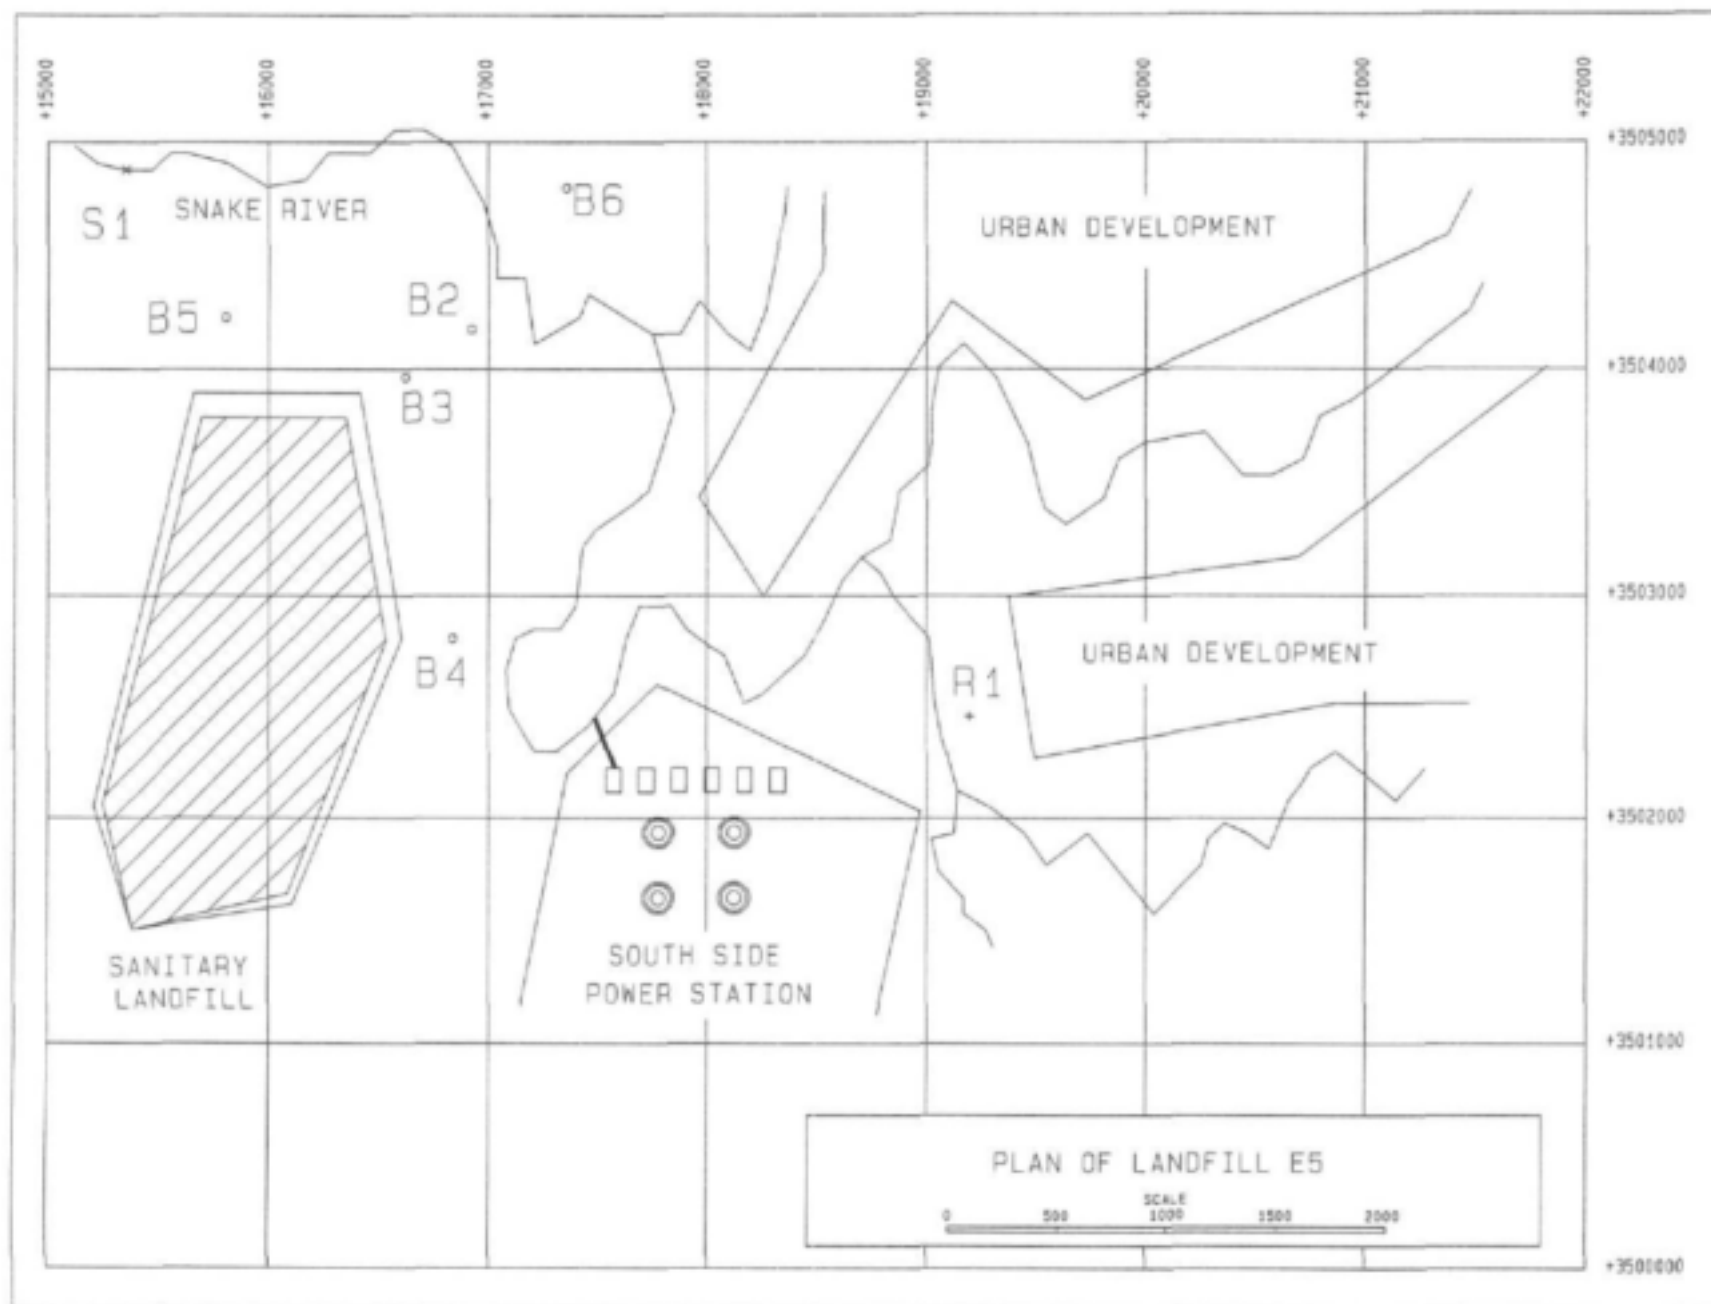 +15000 +16000 +17000 +18000 +19000 +20000 +21000 +22000
+3505000
B6
SNAKE RIVER
S1
URBAN DEVELOPMENT
B2
B5
+3504000
B3
+3503000
URBAN DEVELOPMENT
B4
R1
+3502000
SOUTH SIDE
POWER STATION
SANITARY
LANDFILL
+3501000
PLAN OF LANDFILL E5
SCALE
0 500 1000 1500 2000
+3500000